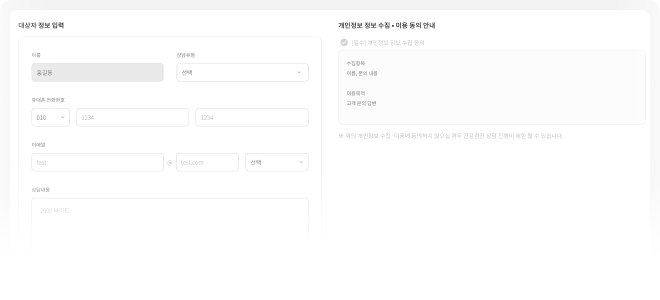 대상자 정보 입력
이름
상담유형
홍길동
선택
휴대폰 전화번호
010
1234
1234
이메일
test
@
test.com
선택
상담내용
2000 바이트
개인정보 정보 수집 • 이용 동의 안내
[필수] 개인정보 정보 수집 동의
수집항목
이름, 문의 내용
이용목적
고객 문의 답변
※ 위의 개인정보 수집 · 이용에 동의하지 않으실 경우 건강검진 상담 진행이 제한 될 수 있습니다.